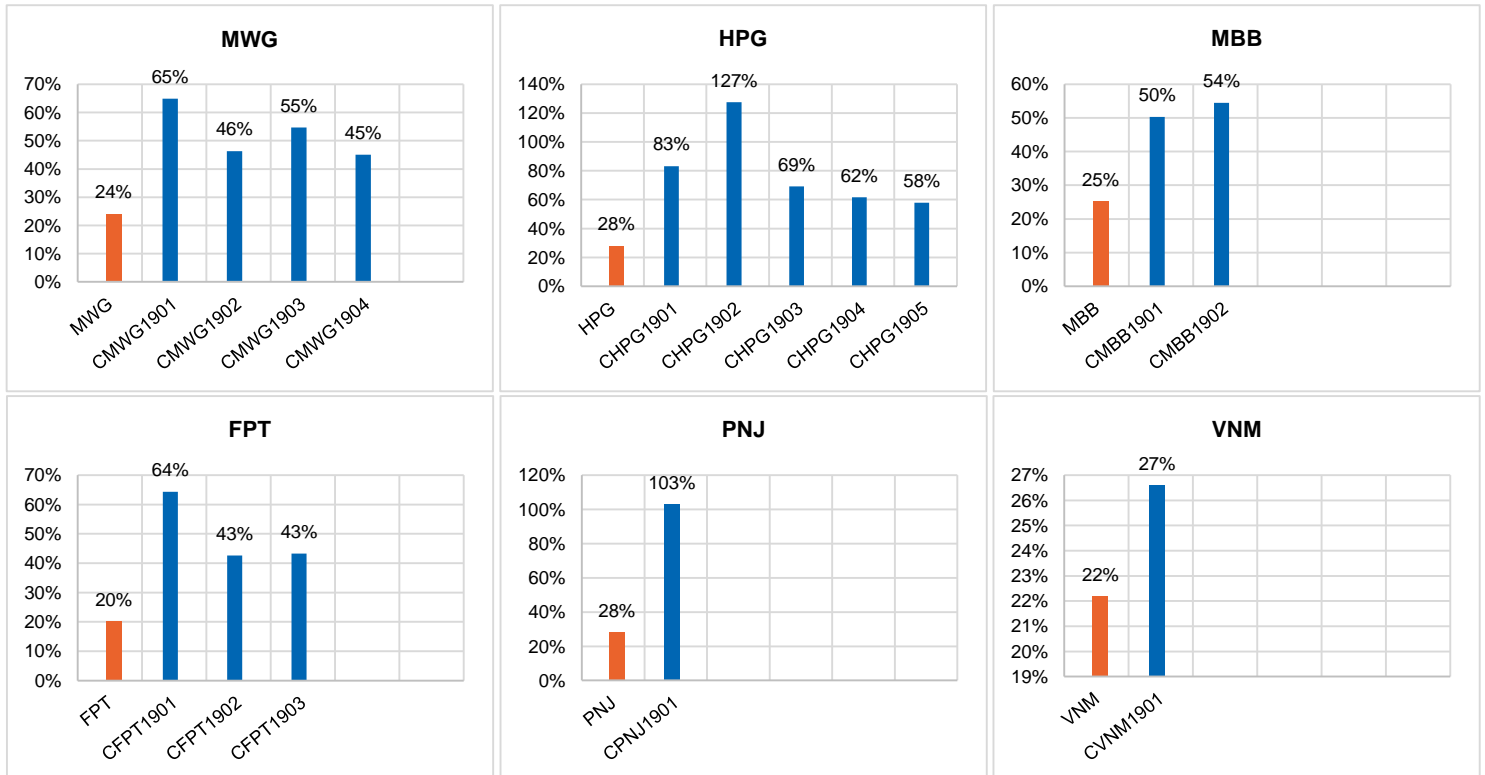 MWG
70%
60%
50%
40%
30%
20%
10%
0%
24%
65%
46%
55%
45%
MWG
CMWG1901
CMWG1902
CMWG1903
CMWG1904
HPG
140%
120%
100%
80%
60%
40%
20%
0%
28%
83%
127%
69%
62%
58%
HPG
CHPG1901
CHPG1902
CHPG1903
CHPG1904
CHPG1905
MBB
60%
50%
40%
30%
20%
10%
0%
25%
50%
54%
MBB
CMBB1901
CMBB1902
FPT
70%
60%
50%
40%
30%
20%
10%
0%
20%
64%
43%
43%
FPT
CFPT1901
CFPT1902
CFPT1903
PNJ
120%
100%
80%
60%
40%
20%
0%
28%
103%
PNJ
CPNJ1901
VNM
27%
26%
25%
24%
23%
22%
21%
20%
19%
22%
27%
VNM
CVNM1901